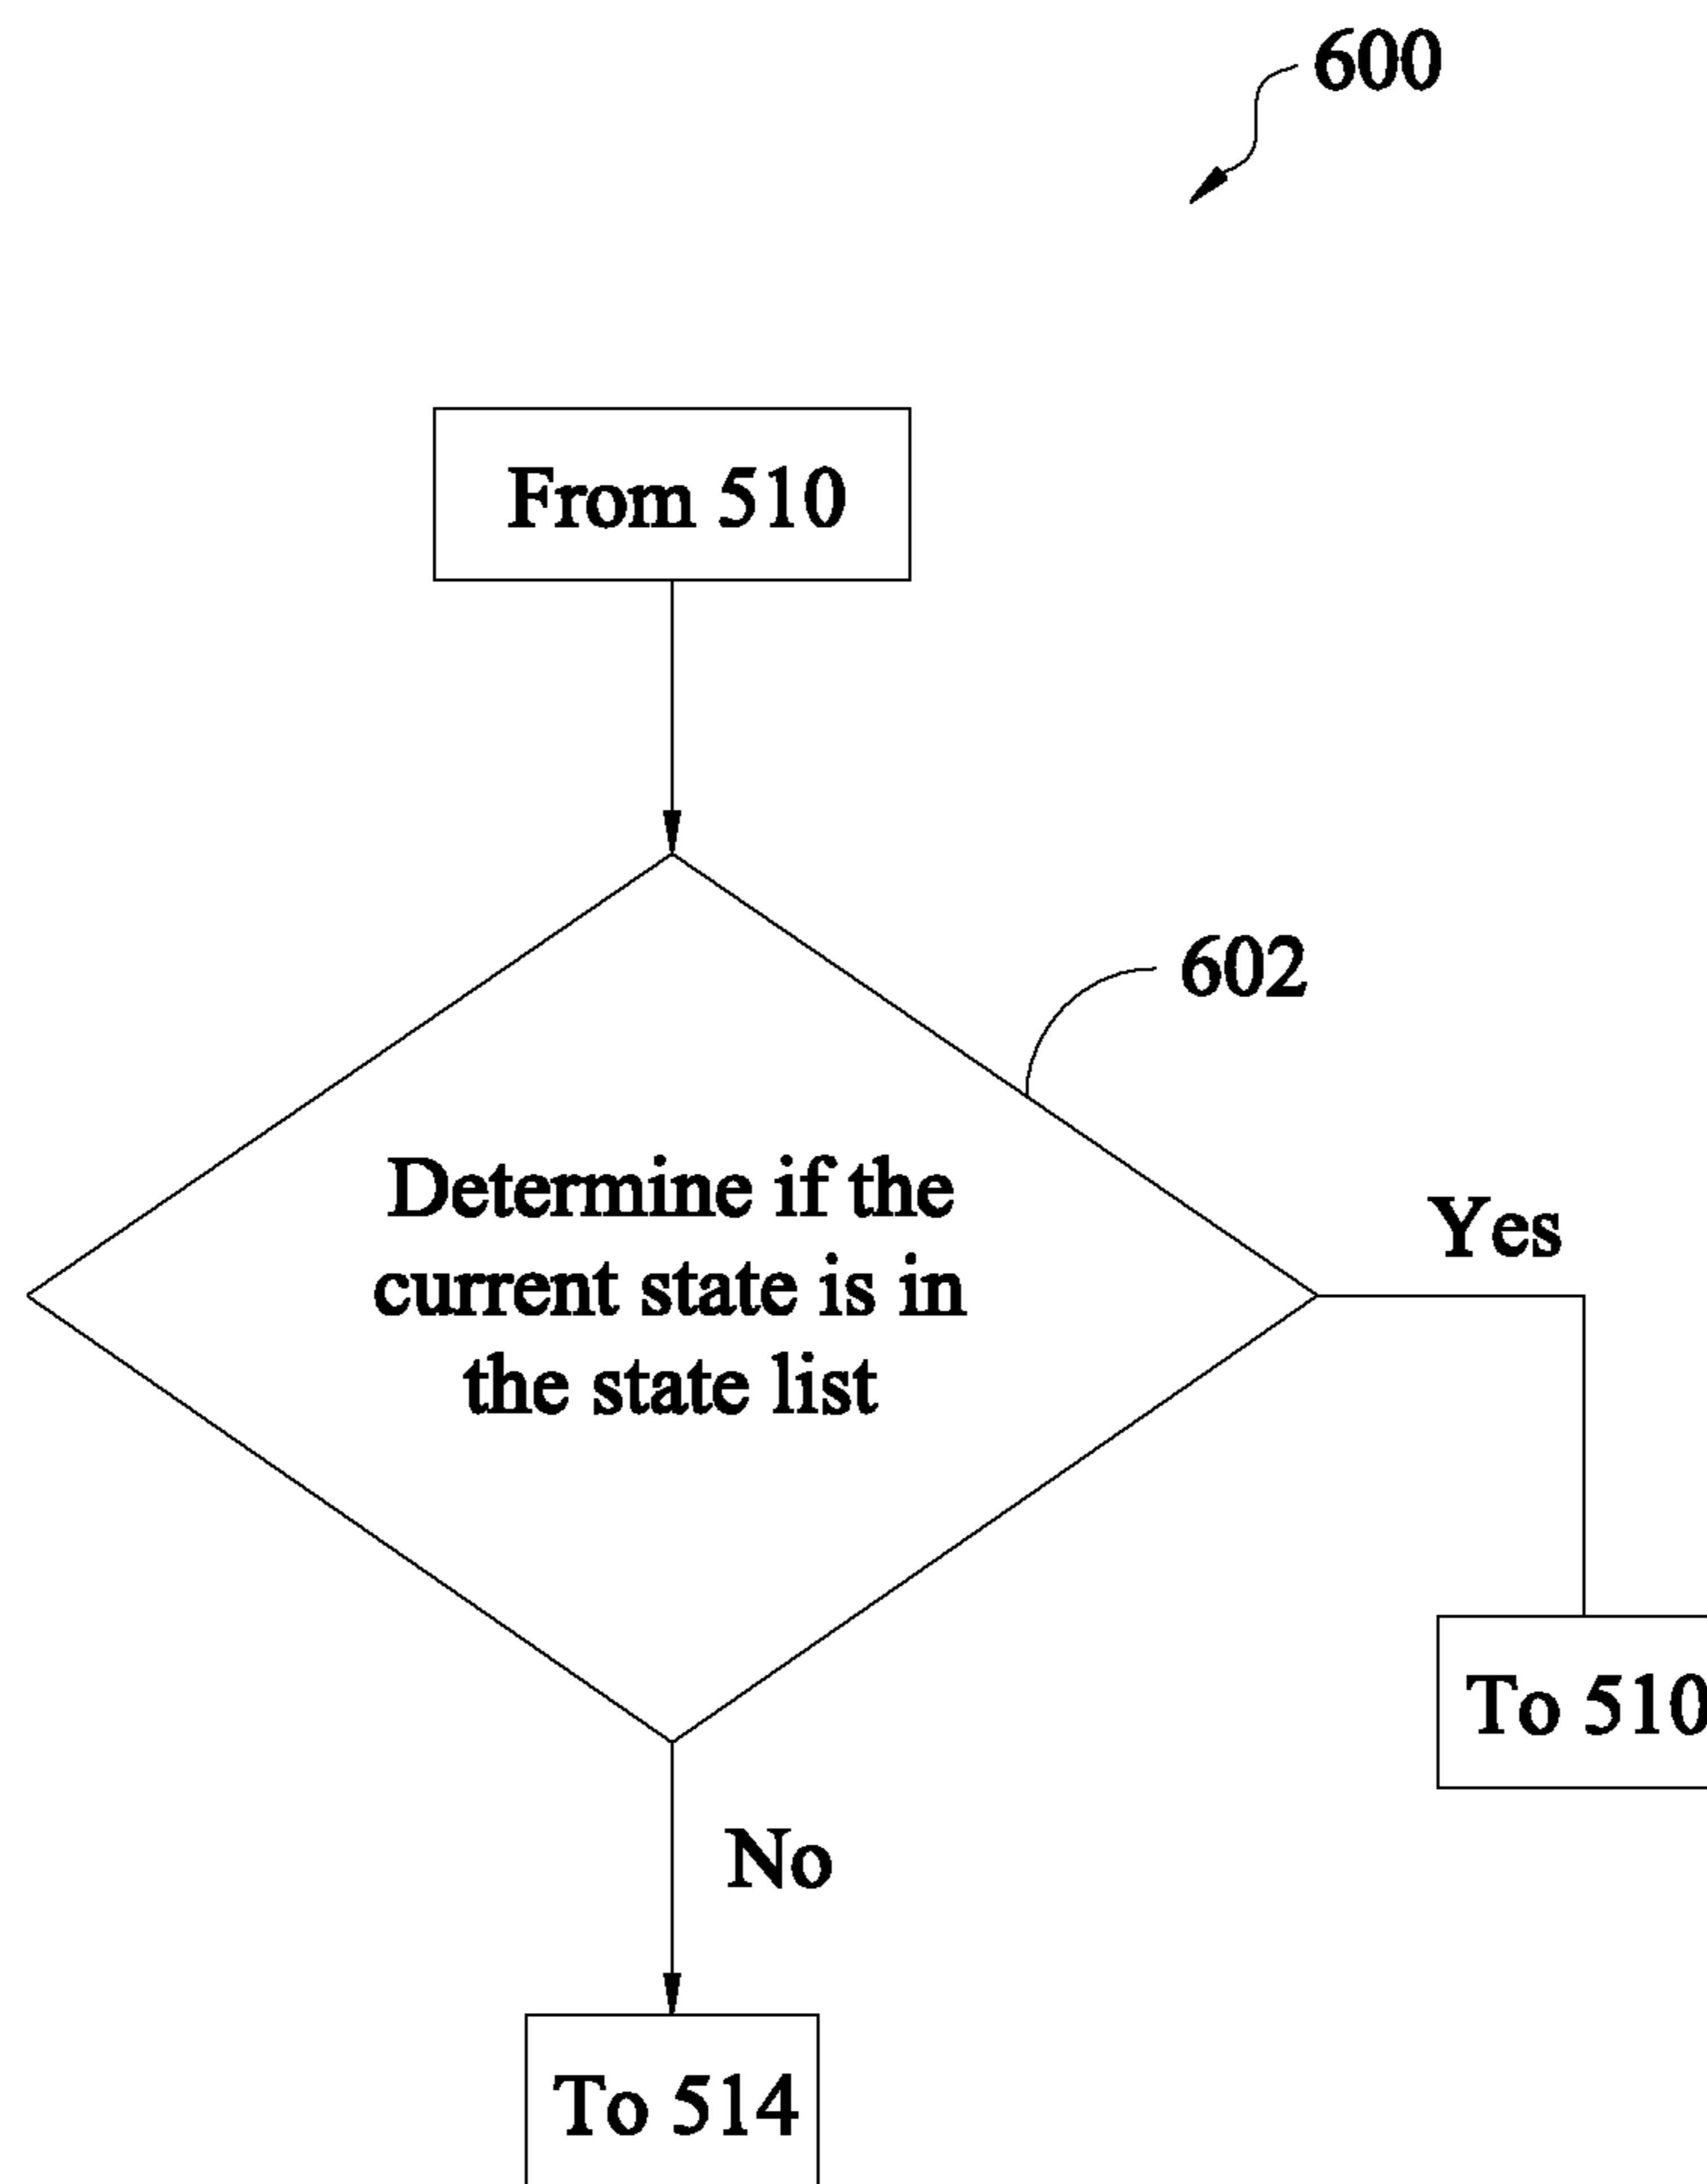 600
From 510
602
Determine if the
current state is in
the state list
Yes
To 510
No
To 514